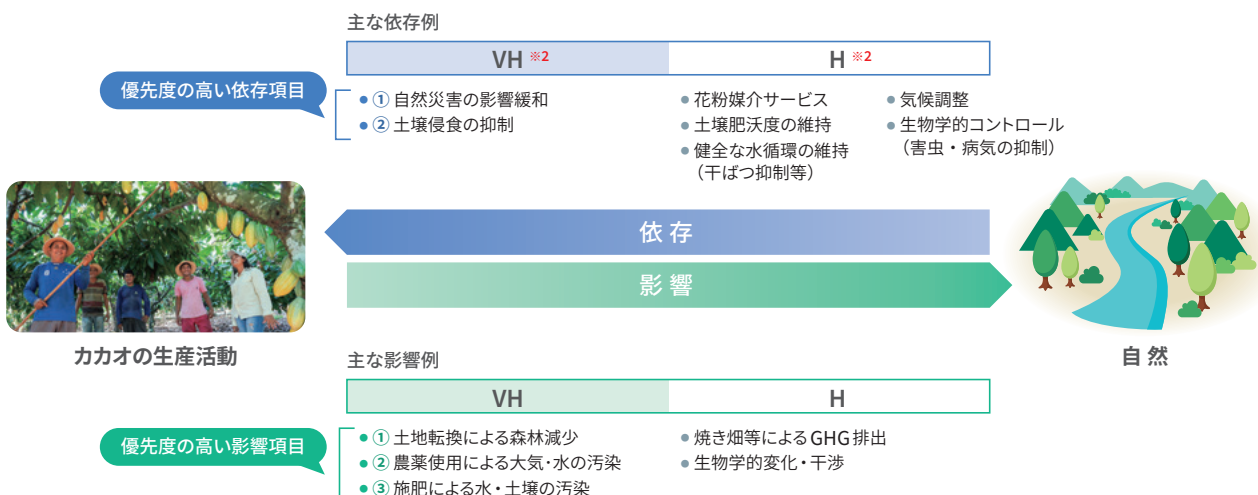 主な依存例
VH ※2
H ※2
優先度の高い依存項目
● ① 自然災害の影響緩和
● ② 土壌侵食の抑制
● 花粉媒介サービス
● 土壌肥沃度の維持
● 健全な水循環の維持
（干ばつ抑制等）
● 気候調整
● 生物学的コントロール
（害虫・病気の抑制）
依存
影響
カカオの生産活動
自然
主な影響例
VH
H
優先度の高い影響項目
● ① 土地転換による森林減少
● ② 農薬使用による大気・水の汚染
● ③ 施肥による水・土壌の汚染
● 焼き畑等によるGHG排出
● 生物学的変化・干渉